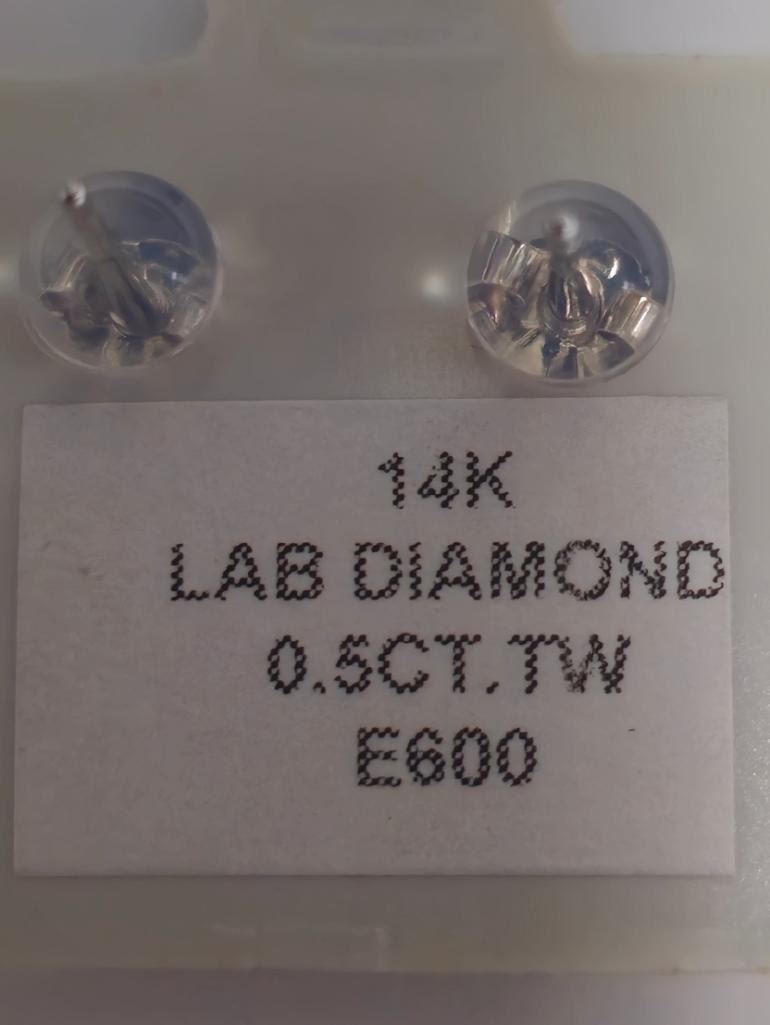 14K
LAB DIAMOND
0.5CT.TW
E600